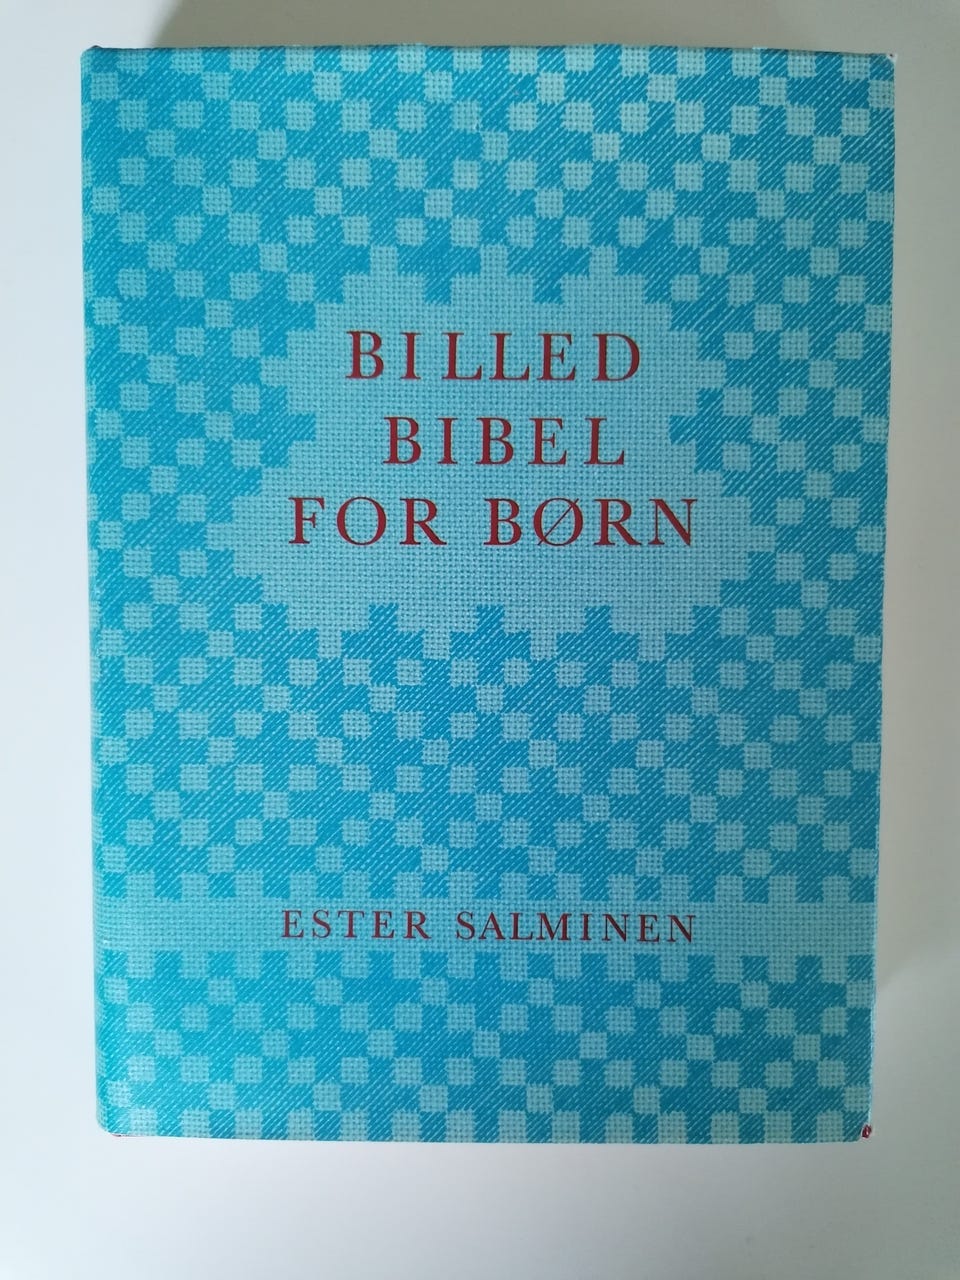 BILLED
BIBEL
FOR BØRN
ESTER SALMINEN